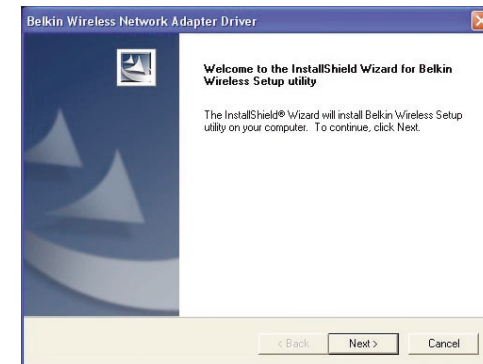 Belkin Wireless Network Adapter Driver
Welcome to the InstallShield Wizard for Belkin
Wireless Setup utility
The InstallShield® Wizard will install Belkin Wireless Setup
utility on your computer. To continue, click Next.
< Back Next > Cancel